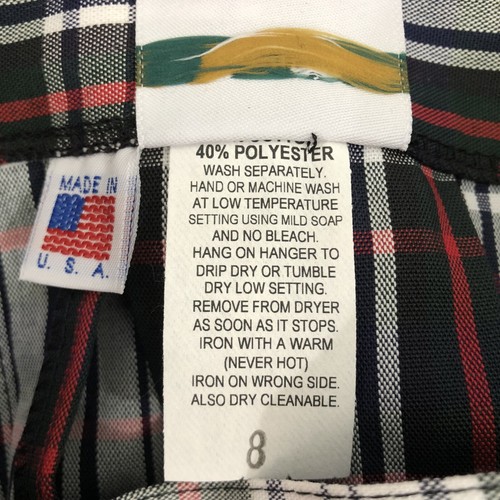 40% POLYESTER
WASH SEPARATELY.
HAND OR MACHINE WASH
AT LOW TEMPERATURE
SETTING USING MILD SOAP
AND NO BLEACH.
HANG ON HANGER TO
DRIP DRY OR TUMBLE
DRY LOW SETTING.
REMOVE FROM DRYER
AS SOON AS IT STOPS.
IRON WITH A WARM
(NEVER HOT)
IRON ON WRONG SIDE.
ALSO DRY CLEANABLE.
8
MADE IN
U. S. A.